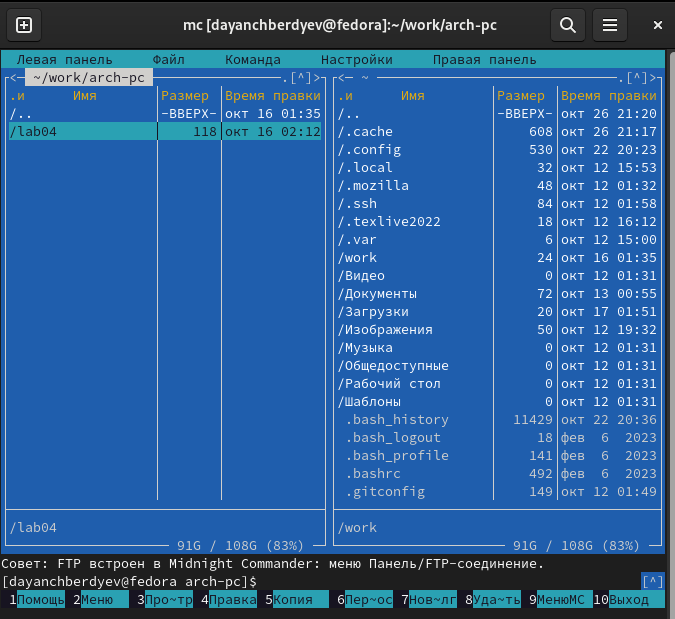 mc [dayanchberdyev@fedora]:~/work/arch-pc
Левая панель Файл Команда Настройки Правая панель
<— ~/work/arch-pc .[^]>
.и Имя Размер Время правки
/.. -ВВЕРХ- окт 16 01:35
/lab04 118 окт 16 02:12
/lab04
91G / 108G (83%)
<— ~ .[^]>
.и Имя Размер Время правки
/.. -ВВЕРХ- окт 26 21:20
/.cache 608 окт 26 21:17
/.config 530 окт 22 20:23
/.local 32 окт 12 15:53
/.mozilla 48 окт 12 01:32
/.ssh 84 окт 12 01:58
/.texlive2022 18 окт 12 16:12
/.var 6 окт 12 15:00
/work 24 окт 16 01:35
/Видео 0 окт 12 01:31
/Документы 72 окт 13 00:55
/Загрузки 20 окт 17 01:51
/Изображения 50 окт 12 19:32
/Музыка 0 окт 12 01:31
/Общедоступные 0 окт 12 01:31
/Рабочий стол 0 окт 12 01:31
/Шаблоны 0 окт 12 01:31
.bash_history 11429 окт 22 20:36
.bash_logout 18 фев 6 2023
.bash_profile 141 фев 6 2023
.bashrc 492 фев 6 2023
.gitconfig 149 окт 12 01:49
/work
91G / 108G (83%)
Совет: FTP встроен в Midnight Commander: меню Панель/FTP-соединение.
[dayanchberdyev@fedora arch-pc]$ [^]
1Помощь 2Меню 3Про~тр 4Правка 5Копия 6Пер~ос 7Нов~лг 8Уда~ть 9МенюМС 10Выход